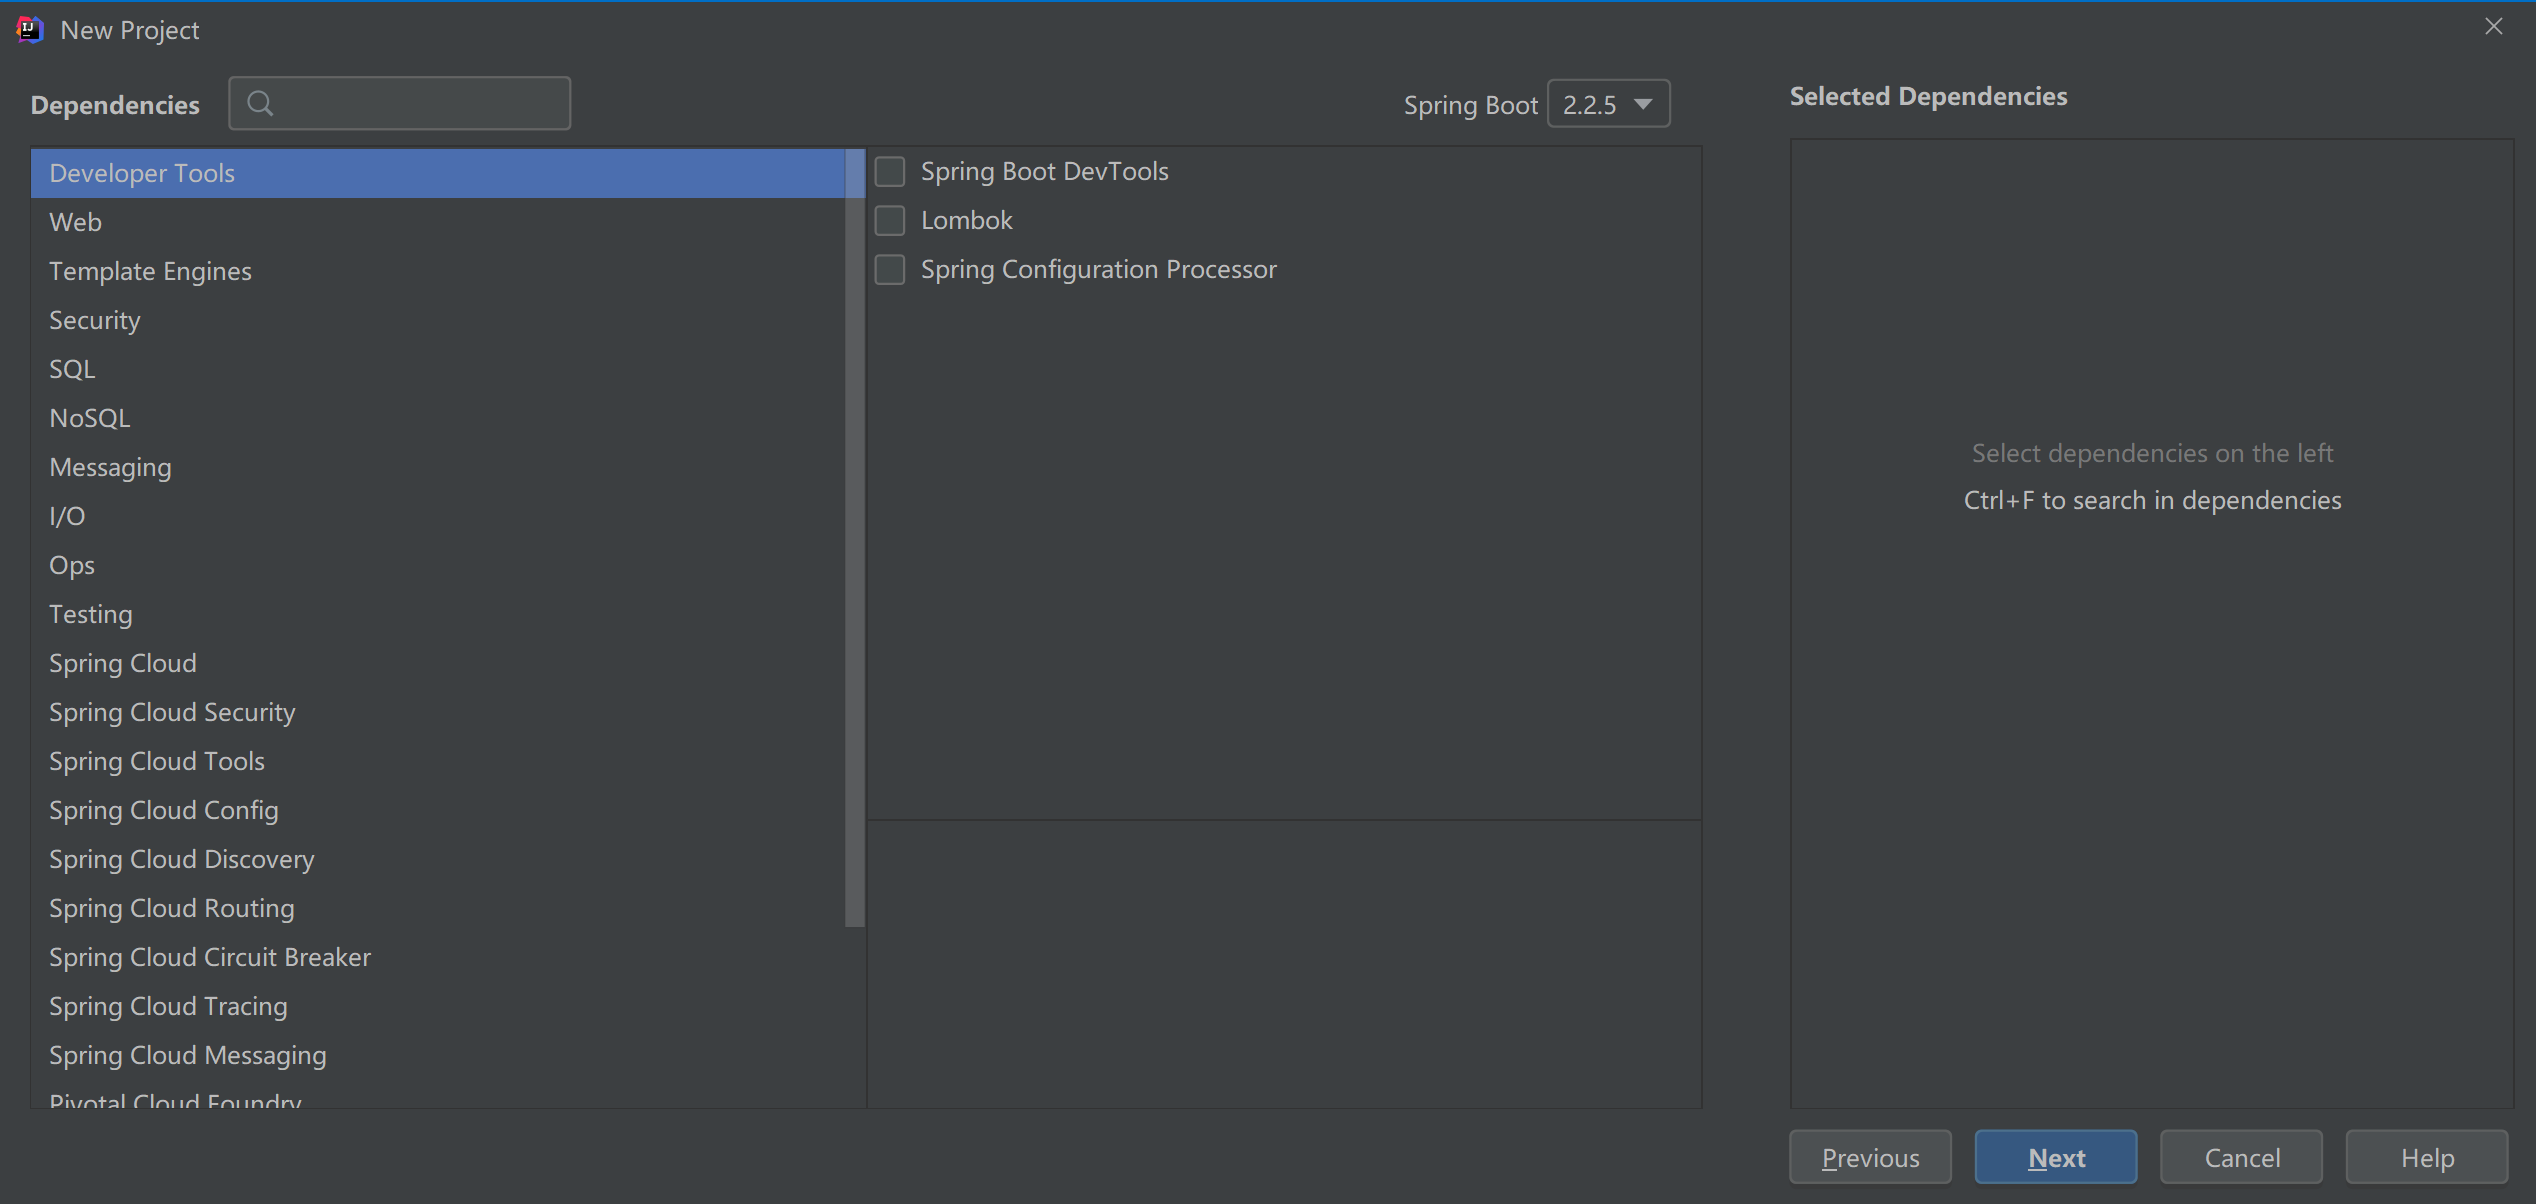 New Project
Dependencies
Spring Boot 2.2.5
Selected Dependencies
Developer Tools
Web
Template Engines
Security
SQL
NoSQL
Messaging
I/O
Ops
Testing
Spring Cloud
Spring Cloud Security
Spring Cloud Tools
Spring Cloud Config
Spring Cloud Discovery
Spring Cloud Routing
Spring Cloud Circuit Breaker
Spring Cloud Tracing
Spring Cloud Messaging
Pivotal Cloud Foundry
Spring Boot DevTools
Lombok
Spring Configuration Processor
Select dependencies on the left
Ctrl+F to search in dependencies
Previous
Next
Cancel
Help